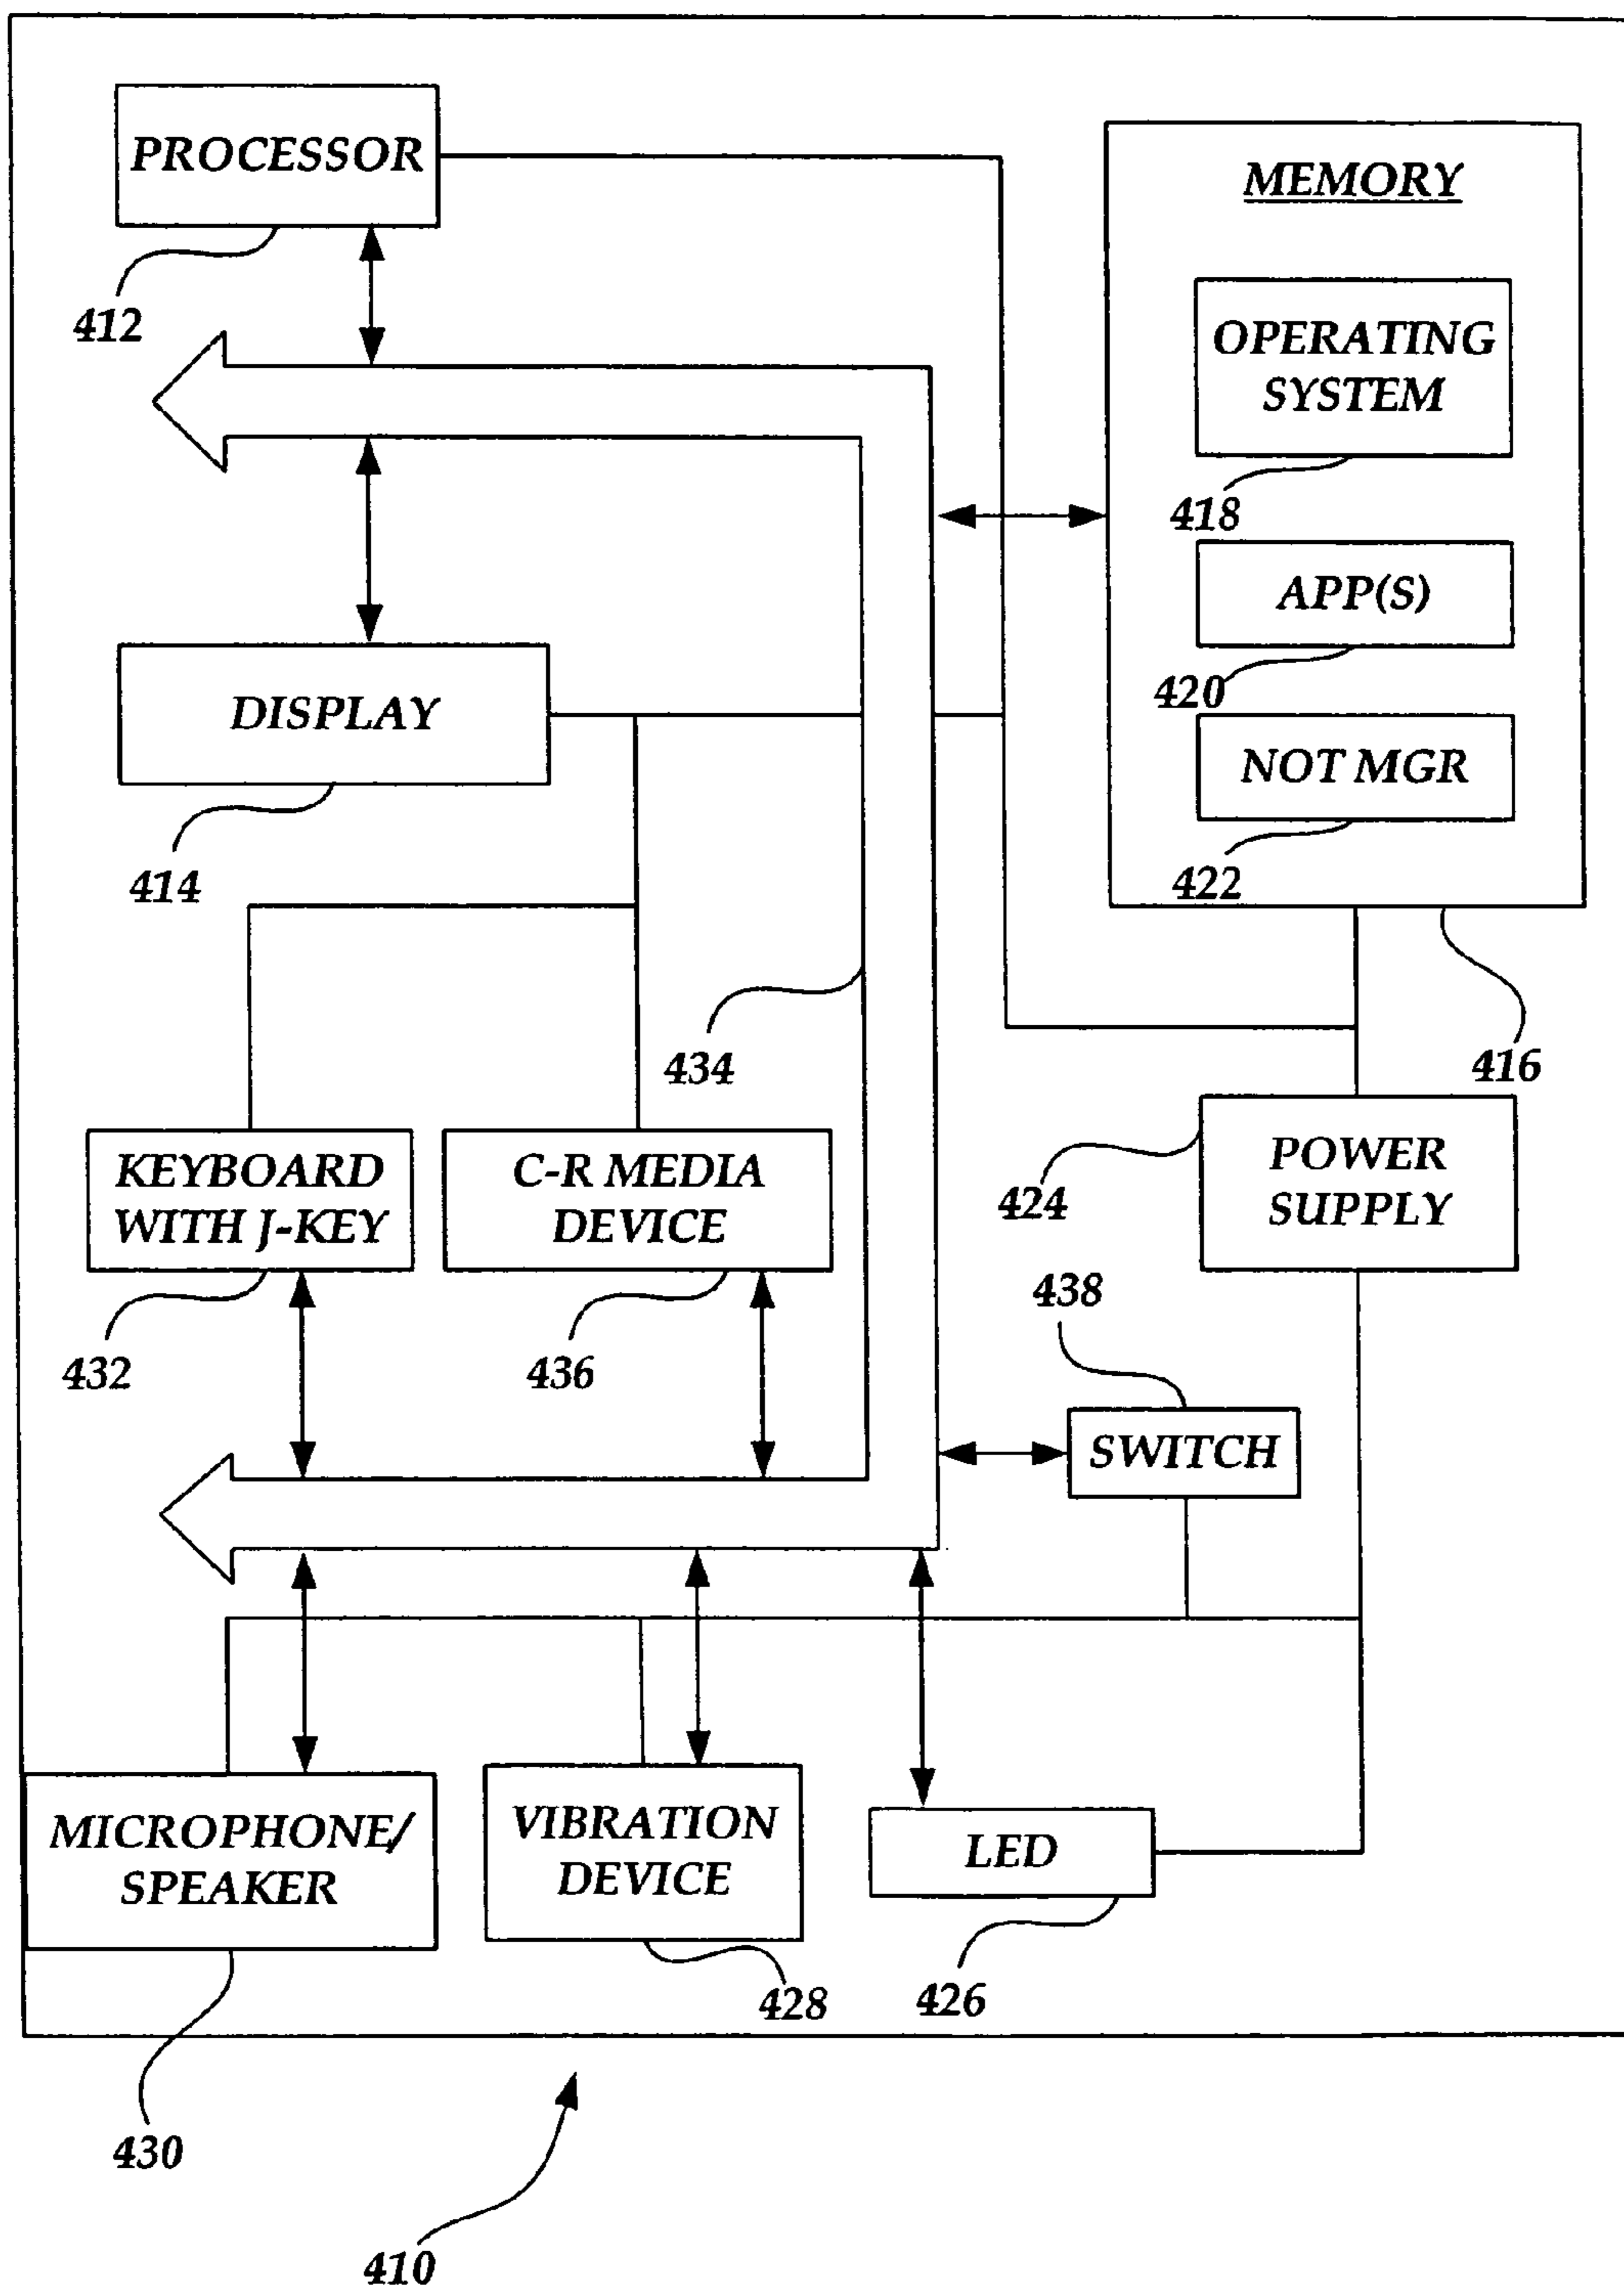 PROCESSOR
412
MEMORY
OPERATING
SYSTEM
418
APP(S)
420
NOT MGR
422
416
DISPLAY
414
434
KEYBOARD
WITH J-KEY
432
C-R MEDIA
DEVICE
436
POWER
SUPPLY
424
438
SWITCH
MICROPHONE/
SPEAKER
430
VIBRATION
DEVICE
428
LED
426
410